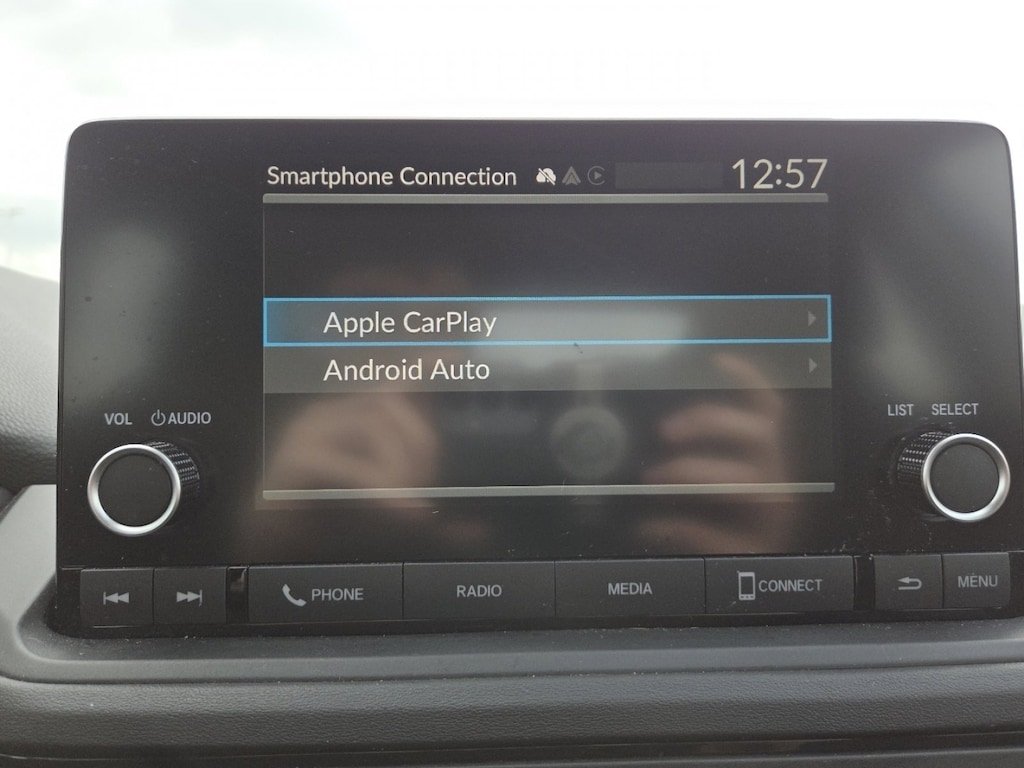 Smartphone Connection 12:57
Apple CarPlay
Android Auto
VOL AUDIO
LIST SELECT
PHONE
RADIO
MEDIA
CONNECT
MENU